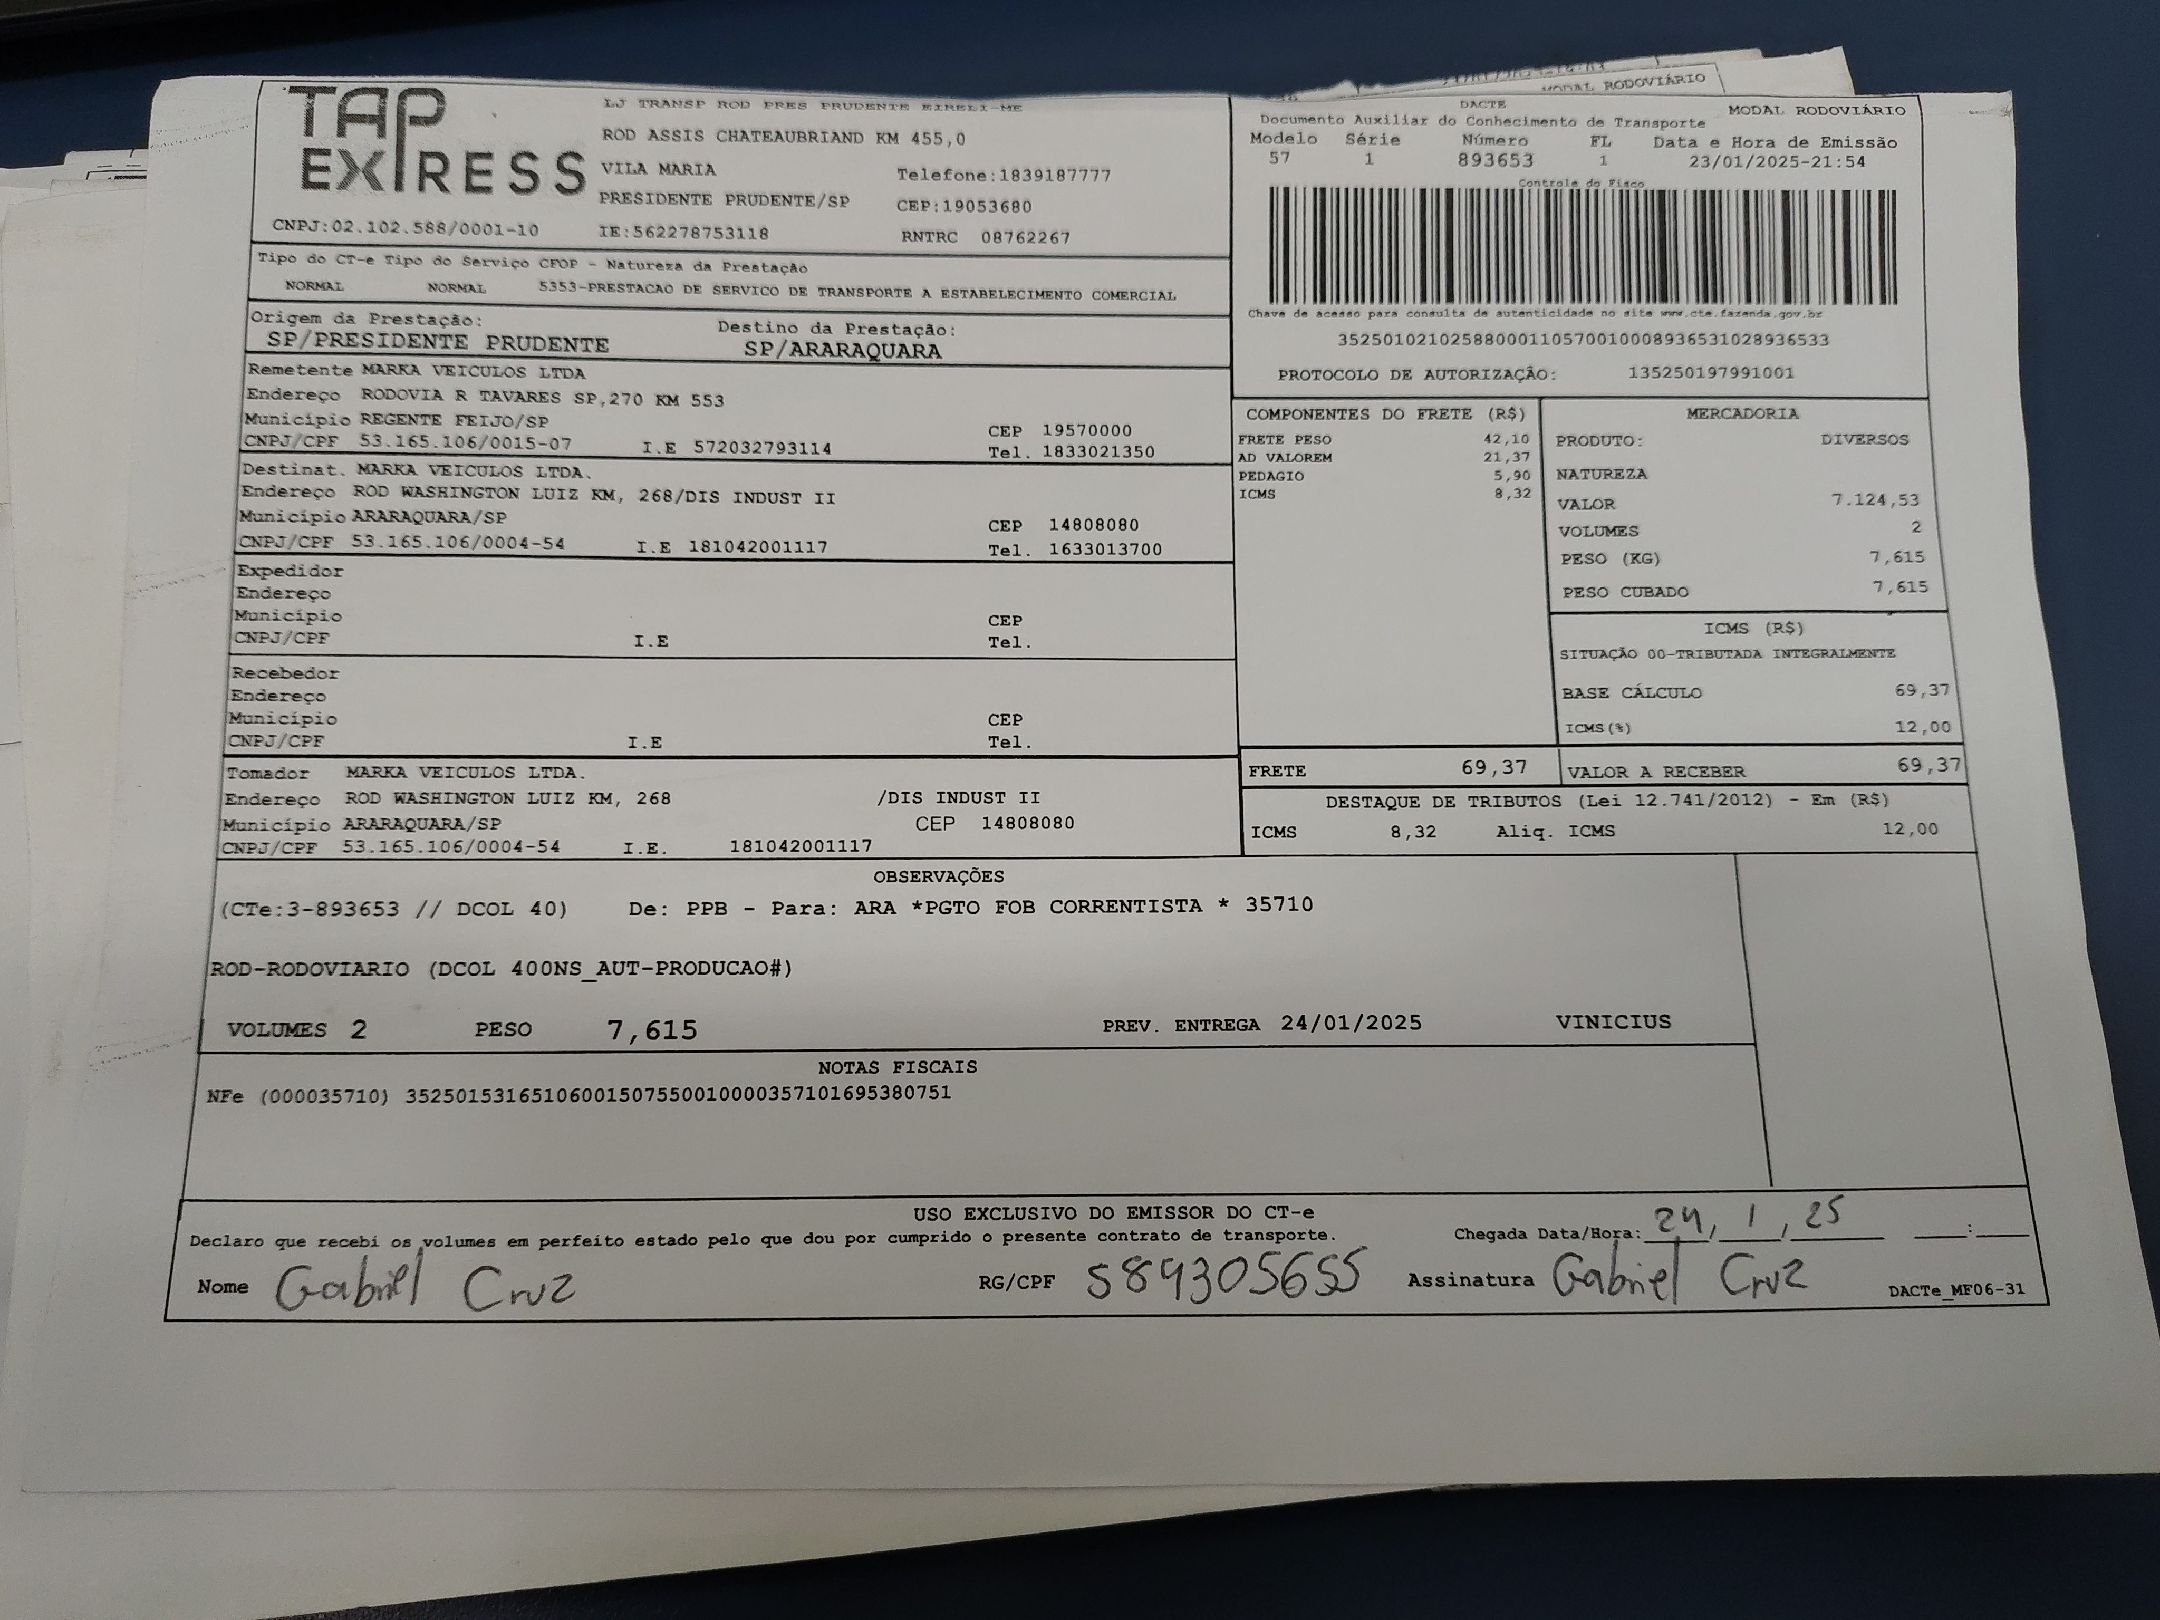 TAP EXPRESS
LJ TRANSP ROD PRES PRUDENTE EIRELI-ME
ROD ASSIS CHATEAUBRIAND KM 455,0
VILA MARIA Telefone:1839187777
PRESIDENTE PRUDENTE/SP CEP:19053680
CNPJ:02.102.588/0001-10 IE:562278753118 RNTRC 08762267
Tipo do CT-e Tipo do Serviço CFOP - Natureza da Prestação
NORMAL NORMAL 5353-PRESTACAO DE SERVICO DE TRANSPORTE A ESTABELECIMENTO COMERCIAL
Origem da Prestação: Destino da Prestação:
SP/PRESIDENTE PRUDENTE SP/ARARAQUARA
Remetente MARKA VEICULOS LTDA
Endereço RODOVIA R TAVARES SP,270 KM 553
Município REGENTE FEIJO/SP CEP 19570000
CNPJ/CPF 53.165.106/0015-07 I.E 572032793114 Tel. 1833021350
Destinat. MARKA VEICULOS LTDA.
Endereço ROD WASHINGTON LUIZ KM, 268/DIS INDUST II
Município ARARAQUARA/SP CEP 14808080
CNPJ/CPF 53.165.106/0004-54 I.E 181042001117 Tel. 1633013700
Expedidor
Endereço
Município CEP
CNPJ/CPF I.E Tel.
Recebedor
Endereço
Município CEP
CNPJ/CPF I.E Tel.
Tomador MARKA VEICULOS LTDA.
Endereço ROD WASHINGTON LUIZ KM, 268 /DIS INDUST II
Município ARARAQUARA/SP CEP 14808080
CNPJ/CPF 53.165.106/0004-54 I.E. 181042001117
MODAL RODOVIÁRIO
DACTE MODAL RODOVIÁRIO
Documento Auxiliar do Conhecimento de Transporte
Modelo Série Número FL Data e Hora de Emissão
57 1 893653 1 23/01/2025-21:54
Controle do Fisco
Chave de acesso para consulta de autenticidade no site www.cte.fazenda.gov.br
35250102102588000110570010008936531028936533
PROTOCOLO DE AUTORIZAÇÃO: 135250197991001
COMPONENTES DO FRETE (R$)
FRETE PESO 42,10
AD VALOREM 21,37
PEDAGIO 5,90
ICMS 8,32
MERCADORIA
PRODUTO: DIVERSOS
NATUREZA
VALOR 7.124,53
VOLUMES 2
PESO (KG) 7,615
PESO CUBADO 7,615
ICMS (R$)
SITUAÇÃO 00-TRIBUTADA INTEGRALMENTE
BASE CÁLCULO 69,37
ICMS(%) 12,00
FRETE 69,37 VALOR A RECEBER 69,37
DESTAQUE DE TRIBUTOS (Lei 12.741/2012) - Em (R$)
ICMS 8,32 Aliq. ICMS 12,00
OBSERVAÇÕES
(CTe:3-893653 // DCOL 40) De: PPB - Para: ARA *PGTO FOB CORRENTISTA * 35710
ROD-RODOVIARIO (DCOL 400NS_AUT-PRODUCAO#)
VOLUMES 2 PESO 7,615 PREV. ENTREGA 24/01/2025 VINICIUS
NOTAS FISCAIS
NFe (000035710) 35250153165106001507550010000357101695380751
USO EXCLUSIVO DO EMISSOR DO CT-e
Declaro que recebi os volumes em perfeito estado pelo que dou por cumprido o presente contrato de transporte. Chegada Data/Hora: 24/ 1 / 25 :
Nome Gabriel Cruz RG/CPF 589305655 Assinatura Gabriel Cruz DACTe_MF06-31